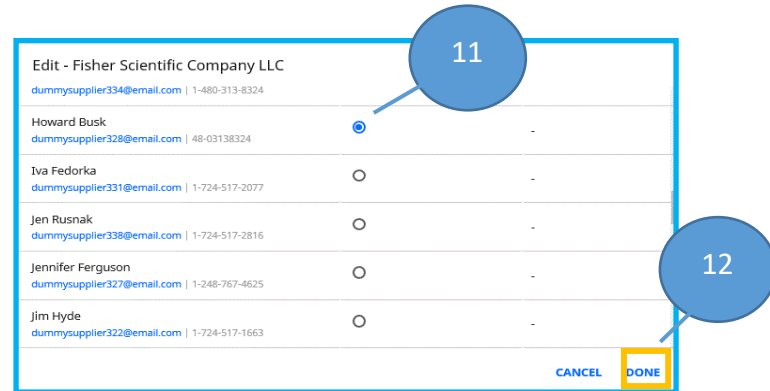 11
Edit - Fisher Scientific Company LLC
dummysupplier334@email.com | 1-480-313-8324
Howard Busk
dummysupplier328@email.com | 48-03138324
-
Iva Fedorka
dummysupplier331@email.com | 1-724-517-2077
-
Jen Rusnak
dummysupplier338@email.com | 1-724-517-2816
-
Jennifer Ferguson
dummysupplier327@email.com | 1-248-767-4625
-
12
Jim Hyde
dummysupplier322@email.com | 1-724-517-1663
-
CANCEL DONE